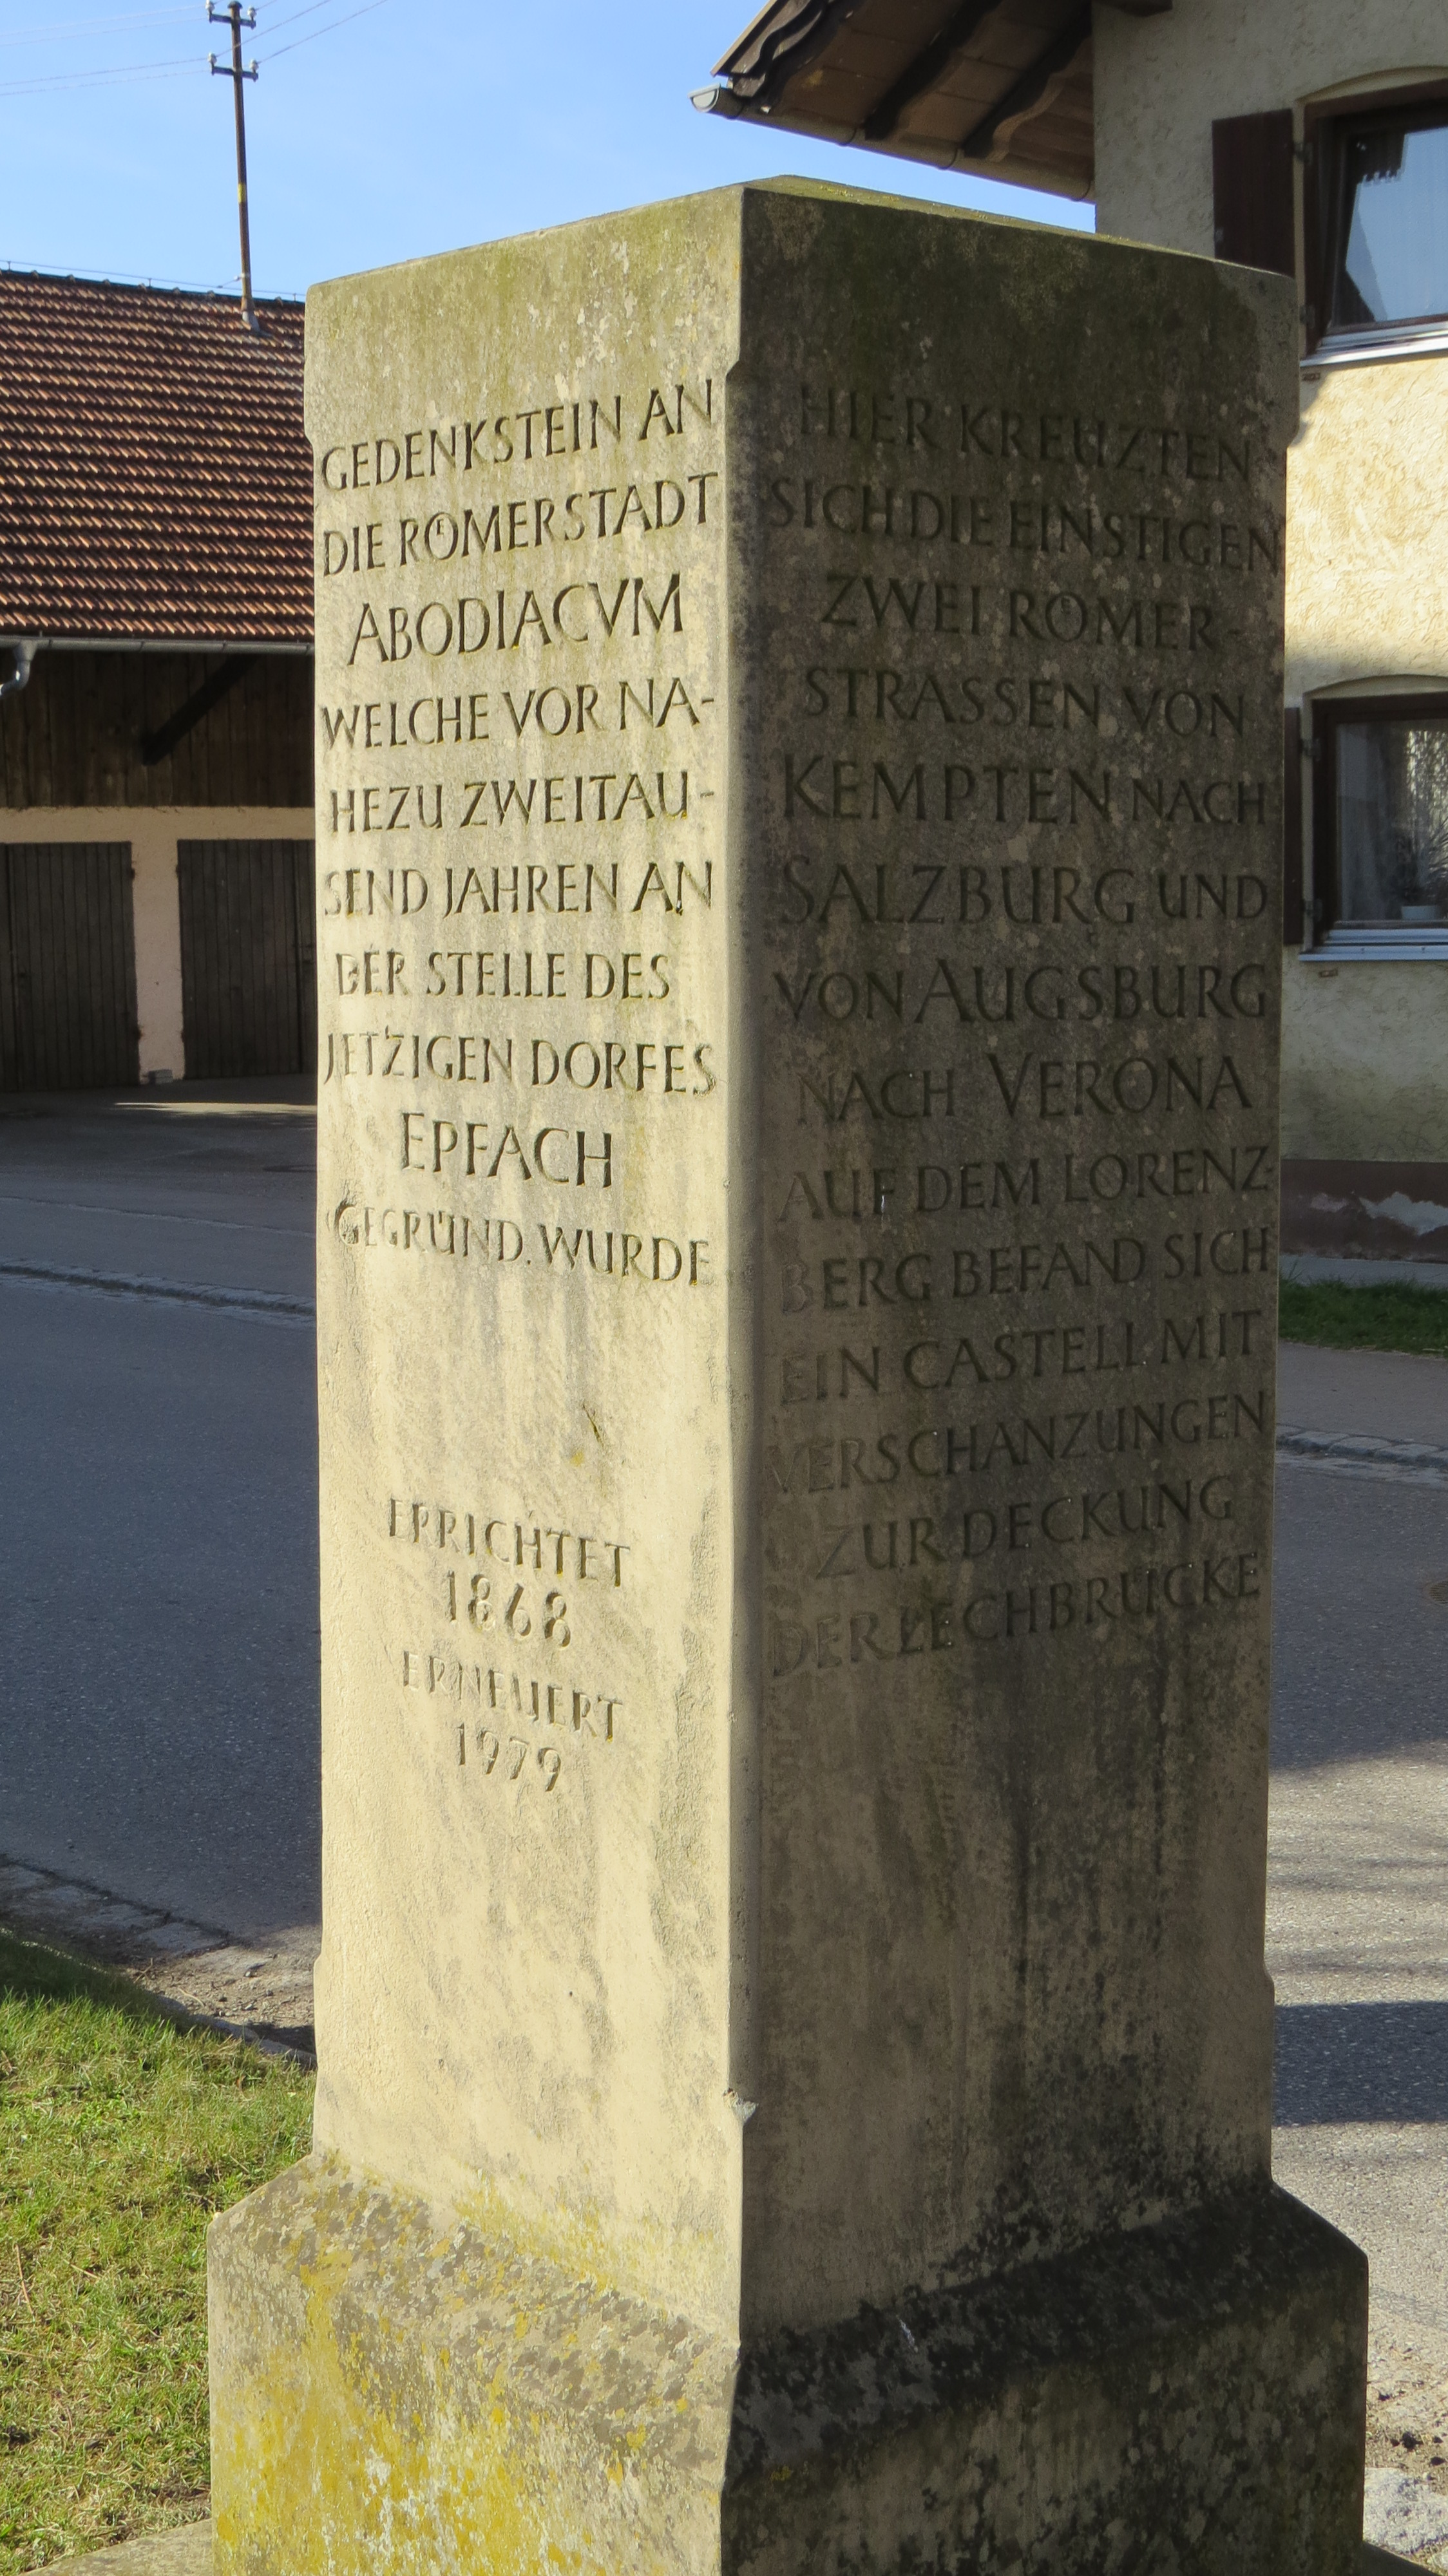 GEDENKSTEIN AN
DIE RÖMERSTADT
ABODIACVM
WELCHE VOR NA-
HEZU ZWEITAU-
SEND JAHREN AN
DER STELLE DES
JETZIGEN DORFES
EPFACH
GEGRÜND. WURDE
ERRICHTET
1868
ERNEUERT
1979
HIER KREUZTEN
SICH DIE EINSTIGEN
ZWEI RÖMER-
STRASSEN VON
KEMPTEN NACH
SALZBURG UND
VON AUGSBURG
NACH VERONA
AUF DEM LORENZ-
BERG BEFAND SICH
EIN CASTELL MIT
VERSCHANZUNGEN
ZUR DECKUNG
DER LECHBRÜCKE